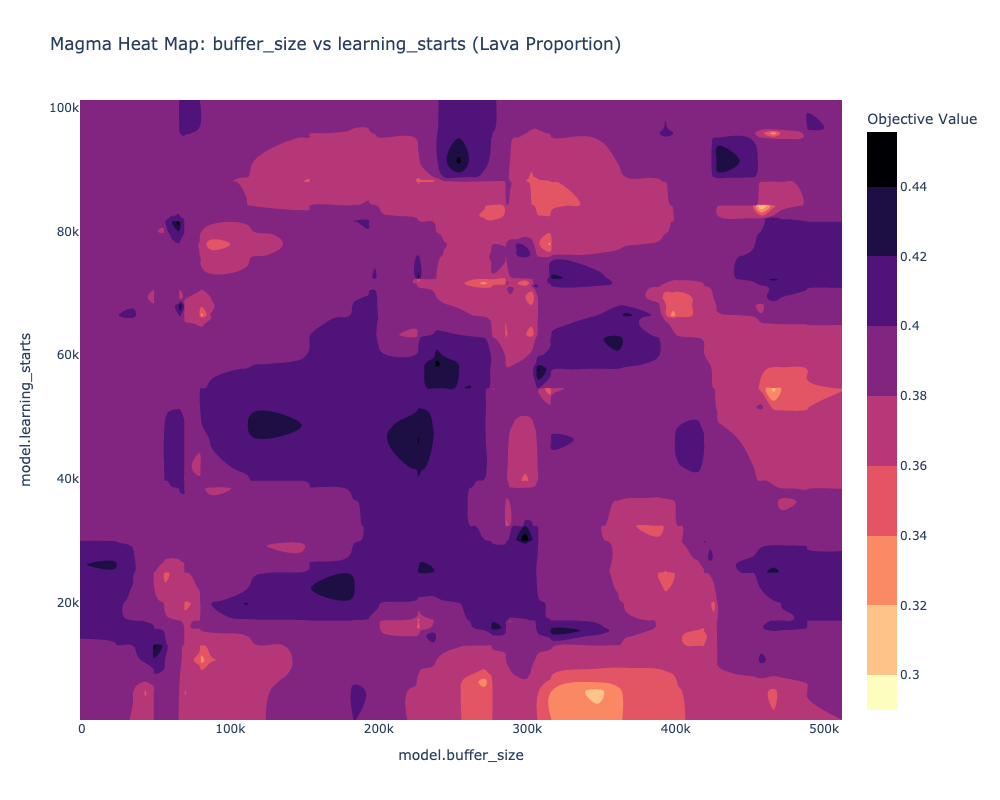 Magma Heat Map: buffer_size vs learning_starts (Lava Proportion)
Objective Value
0.44
0.42
0.4
0.38
0.36
0.34
0.32
0.3
100k
80k
60k
40k
20k
model.learning_starts
0
100k
200k
300k
400k
500k
model.buffer_size